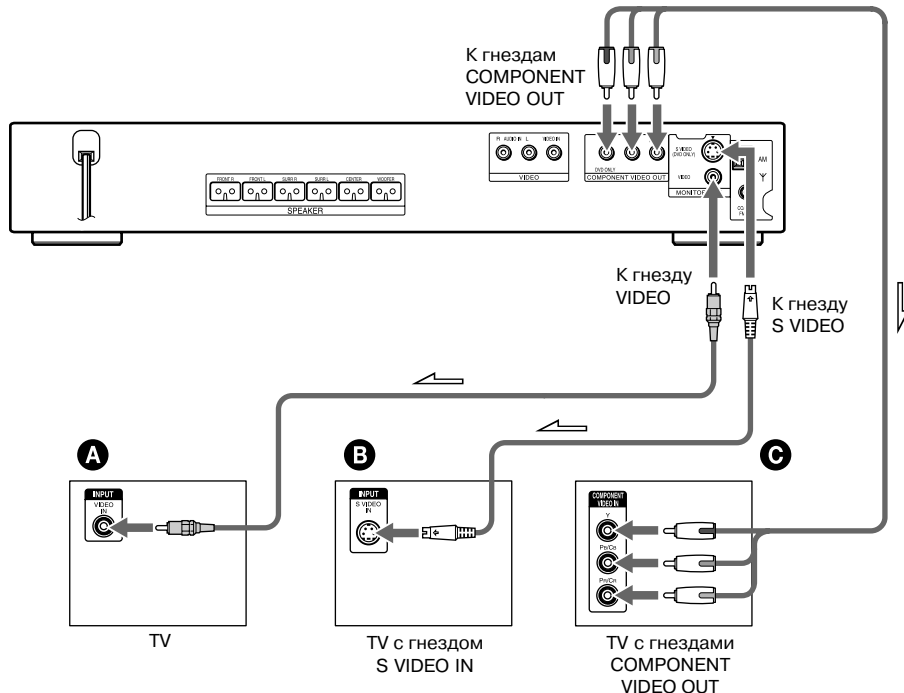 К гнездам
COMPONENT
VIDEO OUT
R AUDIO IN L VIDEO IN
VIDEO
DVD ONLY
COMPONENT VIDEO OUT
S VIDEO
(DVD ONLY)
VIDEO
MONITOR
AM
FRONT R FRONT L SURR R SURR L CENTER WOOFER
SPEAKER
К гнезду
VIDEO
К гнезду
S VIDEO
A
B
C
INPUT
VIDEO
IN
TV
INPUT
S VIDEO
IN
TV с гнездом
S VIDEO IN
COMPONENT
VIDEO IN
Y
PB/CB
PR/CR
TV с гнездами
COMPONENT
VIDEO OUT